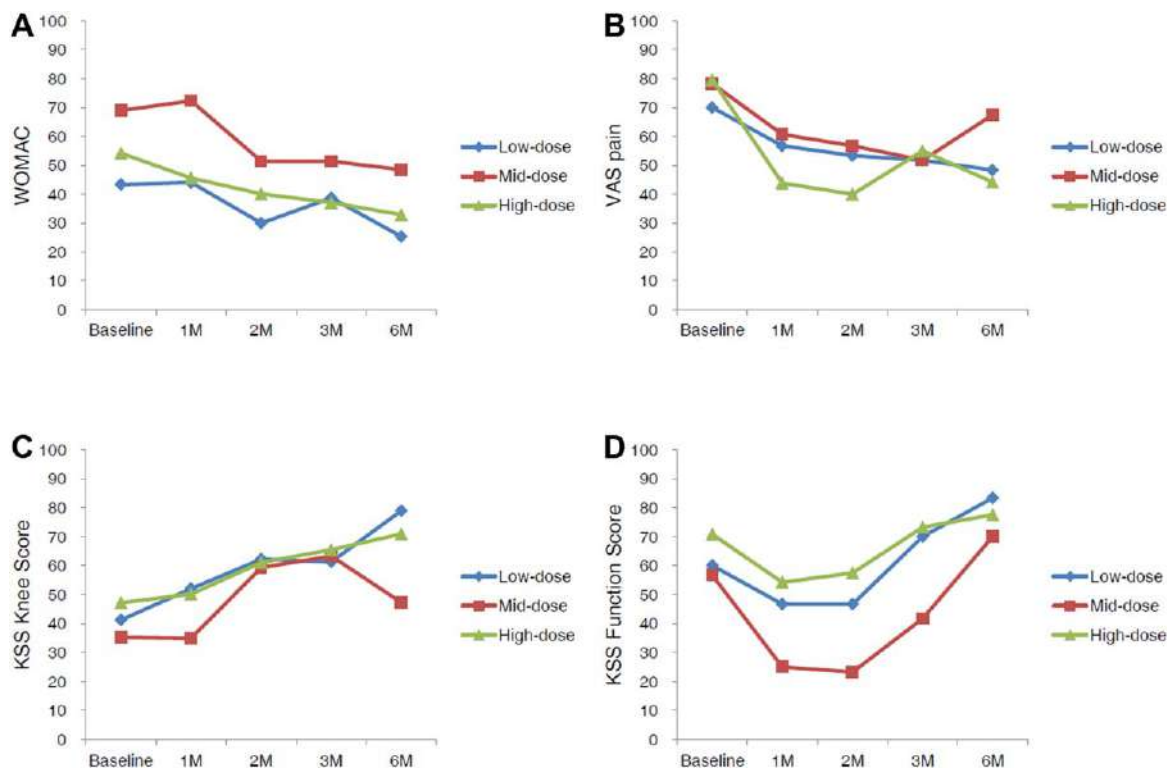 A
WOMAC
100
90
80
70
60
50
40
30
20
10
0
Baseline 1M 2M 3M 6M
Low-dose
Mid-dose
High-dose
B
VAS pain
100
90
80
70
60
50
40
30
20
10
0
Baseline 1M 2M 3M 6M
Low-dose
Mid-dose
High-dose
C
KSS Knee Score
100
90
80
70
60
50
40
30
20
10
0
Baseline 1M 2M 3M 6M
Low-dose
Mid-dose
High-dose
D
KSS Function Score
100
90
80
70
60
50
40
30
20
10
0
Baseline 1M 2M 3M 6M
Low-dose
Mid-dose
High-dose